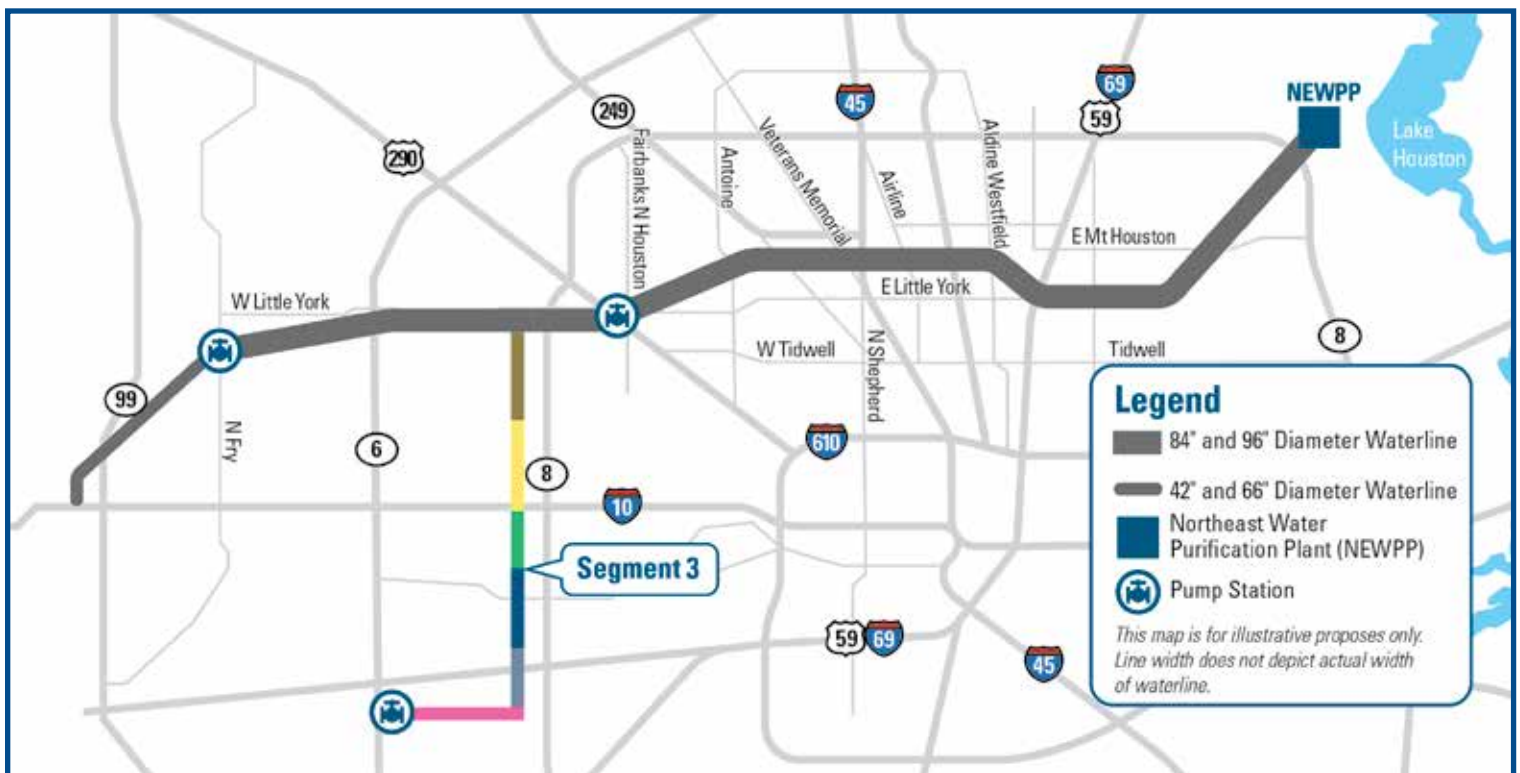 NEWPP
Lake
Houston
69
59
45
249
290
Fairbanks N Houston
Antoine
Veterans Memorial
Airline
Aldine Westfield
E Mt Houston
W Little York
E Little York
W Tidwell
N Shepherd
Tidwell
8
99
N Fry
6
8
610
10
Segment 3
59
69
45
Legend
84" and 96" Diameter Waterline
42" and 66" Diameter Waterline
Northeast Water
Purification Plant (NEWPP)
Pump Station
This map is for illustrative proposes only.
Line width does not depict actual width
of waterline.